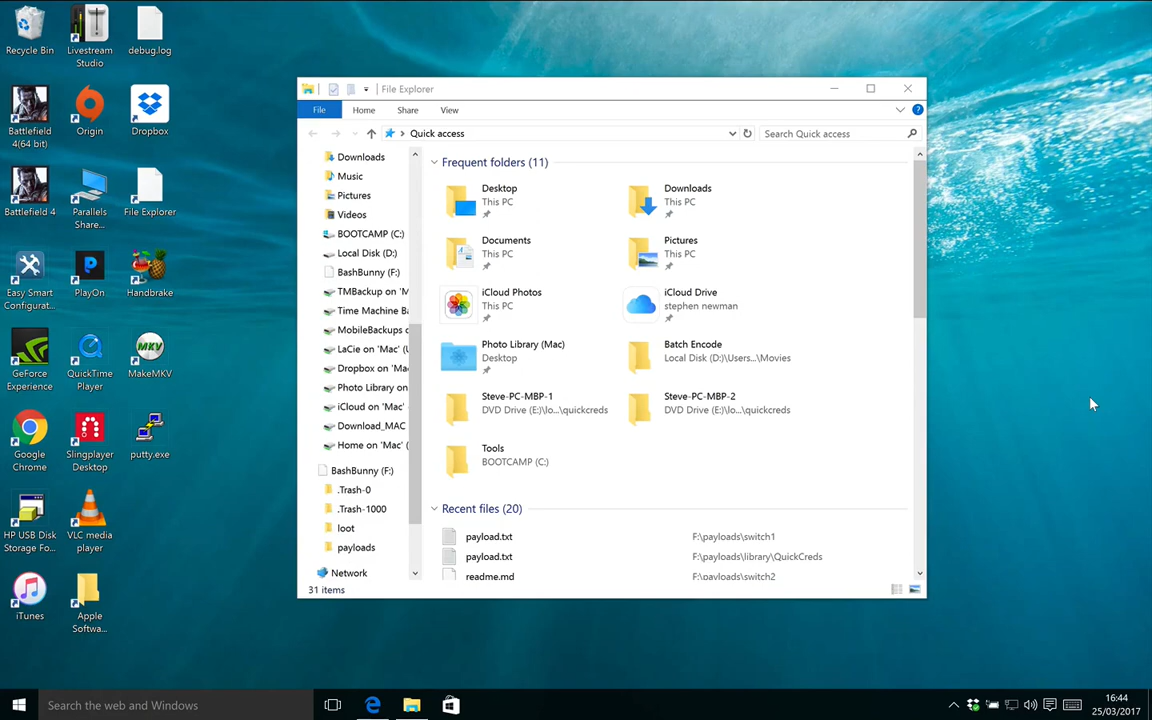 Recycle Bin
Livestream
Studio
debug.log
Battlefield
4(64 bit)
Origin
Dropbox
Battlefield 4
Parallels
Share...
File Explorer
Easy Smart
Configurat...
PlayOn
Handbrake
GeForce
Experience
QuickTime
Player
MKV
MakeMKV
Google
Chrome
Slingplayer
Desktop
putty.exe
HP USB Disk
Storage Fo...
VLC media
player
iTunes
Apple
Softwa...
File Explorer
File
Home
Share
View
Quick access
Search Quick access
Downloads
Music
Pictures
Videos
BOOTCAMP (C:)
Local Disk (D:)
BashBunny (F:)
TMBackup on 'M
Time Machine Ba
MobileBackups o
LaCie on 'Mac' (
Dropbox on 'Ma
Photo Library on
iCloud on 'Mac'
Download_MAC
Home on 'Mac' (
BashBunny (F:)
.Trash-0
.Trash-1000
loot
payloads
Network
Frequent folders (11)
Desktop
This PC
Downloads
This PC
Documents
This PC
Pictures
This PC
iCloud Photos
This PC
iCloud Drive
stephen newman
Photo Library (Mac)
Desktop
Batch Encode
Local Disk (D:)\Users...\Movies
Steve-PC-MBP-1
DVD Drive (E:)\lo...\quickcreds
Steve-PC-MBP-2
DVD Drive (E:)\lo...\quickcreds
Tools
BOOTCAMP (C:)
Recent files (20)
payload.txt F:\payloads\switch1
payload.txt F:\payloads\library\QuickCreds
readme.md F:\payloads\switch2
31 items
Search the web and Windows
16:44
25/03/2017